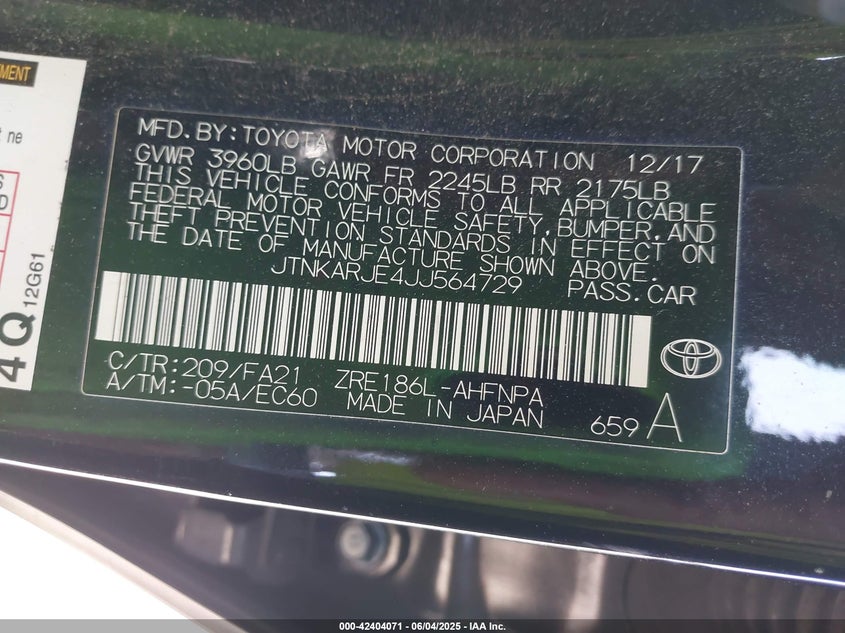 MENT
ne
S
D
4Q 12G61
MFD.BY:TOYOTA MOTOR CORPORATION 12/17
GVWR 3960LB GAWR FR 2245LB RR 2175LB
THIS VEHICLE CONFORMS TO ALL APPLICABLE
FEDERAL MOTOR VEHICLE SAFETY,BUMPER,AND
THEFT PREVENTION STANDARDS IN EFFECT ON
THE DATE OF MANUFACTURE SHOWN ABOVE.
JTNKARJE4JJ564729 PASS.CAR
C/TR:209/FA21 ZRE186L-AHFNPA
A/TM:-05A/EC60 MADE IN JAPAN
659 A
000-42404071 - 06/04/2025 - IAA Inc.